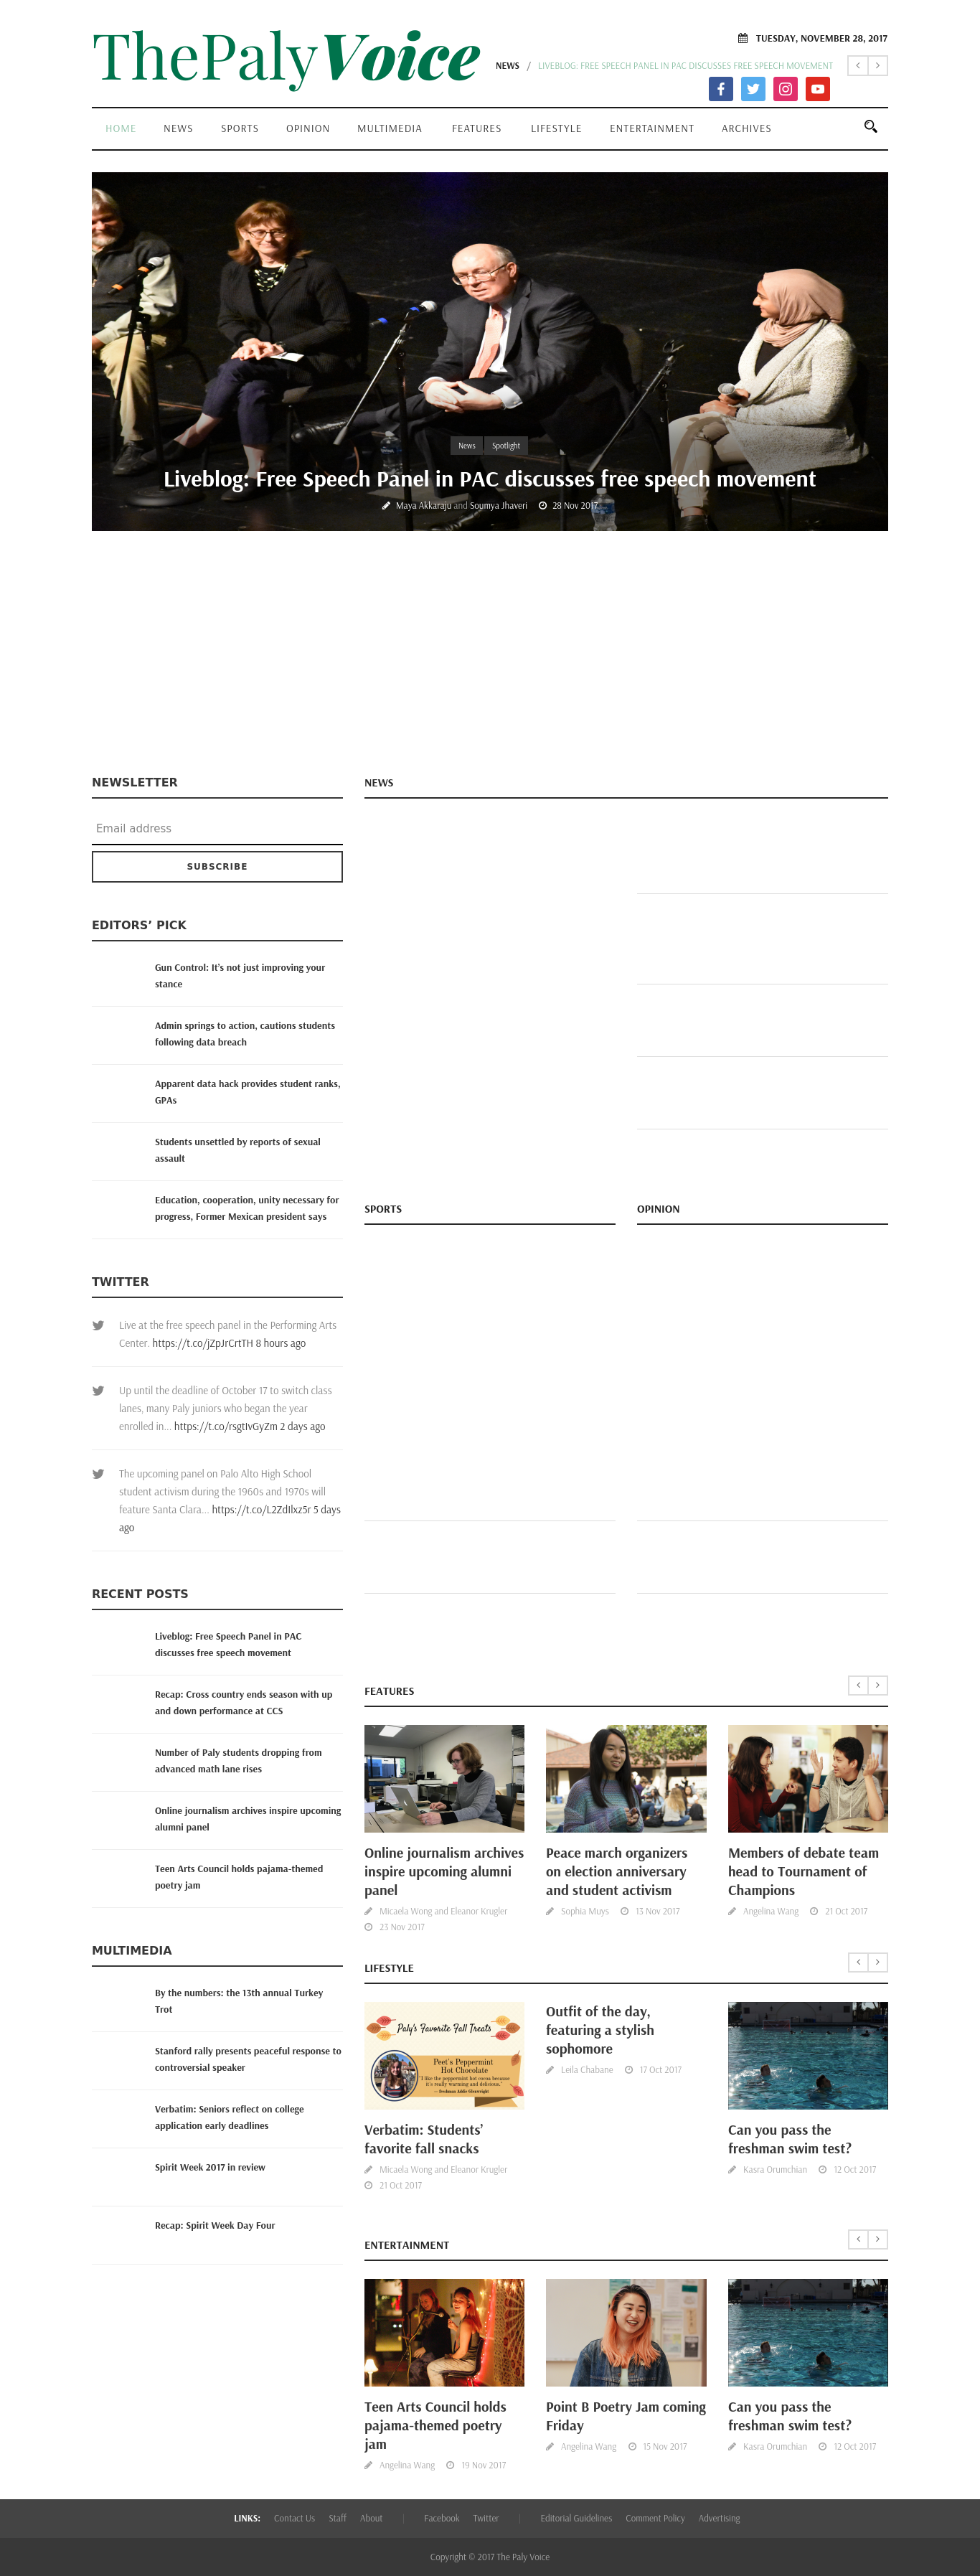 ThePalyVoice
TUESDAY, NOVEMBER 28, 2017
NEWS / LIVEBLOG: FREE SPEECH PANEL IN PAC DISCUSSES FREE SPEECH MOVEMENT
HOME NEWS SPORTS OPINION MULTIMEDIA FEATURES LIFESTYLE ENTERTAINMENT ARCHIVES
News Spotlight
Liveblog: Free Speech Panel in PAC discusses free speech movement
Maya Akkaraju and Soumya Jhaveri 28 Nov 2017
NEWSLETTER
Email address
SUBSCRIBE
EDITORS’ PICK
Gun Control: It's not just improving your
stance
Admin springs to action, cautions students
following data breach
Apparent data hack provides student ranks,
GPAs
Students unsettled by reports of sexual
assault
Education, cooperation, unity necessary for
progress, Former Mexican president says
TWITTER
Live at the free speech panel in the Performing Arts
Center. https://t.co/jZpJrCrtTH 8 hours ago
Up until the deadline of October 17 to switch class
lanes, many Paly juniors who began the year
enrolled in... https://t.co/rsgtIvGyZm 2 days ago
The upcoming panel on Palo Alto High School
student activism during the 1960s and 1970s will
feature Santa Clara... https://t.co/L2ZdIlxz5r 5 days
ago
RECENT POSTS
Liveblog: Free Speech Panel in PAC
discusses free speech movement
Recap: Cross country ends season with up
and down performance at CCS
Number of Paly students dropping from
advanced math lane rises
Online journalism archives inspire upcoming
alumni panel
Teen Arts Council holds pajama-themed
poetry jam
MULTIMEDIA
By the numbers: the 13th annual Turkey
Trot
Stanford rally presents peaceful response to
controversial speaker
Verbatim: Seniors reflect on college
application early deadlines
Spirit Week 2017 in review
Recap: Spirit Week Day Four
NEWS
SPORTS
OPINION
FEATURES
Online journalism archives
inspire upcoming alumni
panel
Micaela Wong and Eleanor Krugler
23 Nov 2017
Peace march organizers
on election anniversary
and student activism
Sophia Muys 13 Nov 2017
Members of debate team
head to Tournament of
Champions
Angelina Wang 21 Oct 2017
LIFESTYLE
Paly's Favorite Fall Treats
Peet's Peppermint
Hot Chocolate
"I like the peppermint hot cocoa because
it's really warming and delicious."
Verbatim: Students’
favorite fall snacks
Micaela Wong and Eleanor Krugler
21 Oct 2017
Outfit of the day,
featuring a stylish
sophomore
Leila Chabane 17 Oct 2017
Can you pass the
freshman swim test?
Kasra Orumchian 12 Oct 2017
ENTERTAINMENT
Teen Arts Council holds
pajama-themed poetry
jam
Angelina Wang 19 Nov 2017
Point B Poetry Jam coming
Friday
Angelina Wang 15 Nov 2017
Can you pass the
freshman swim test?
Kasra Orumchian 12 Oct 2017
LINKS: Contact Us Staff About | Facebook Twitter | Editorial Guidelines Comment Policy Advertising
Copyright © 2017 The Paly Voice